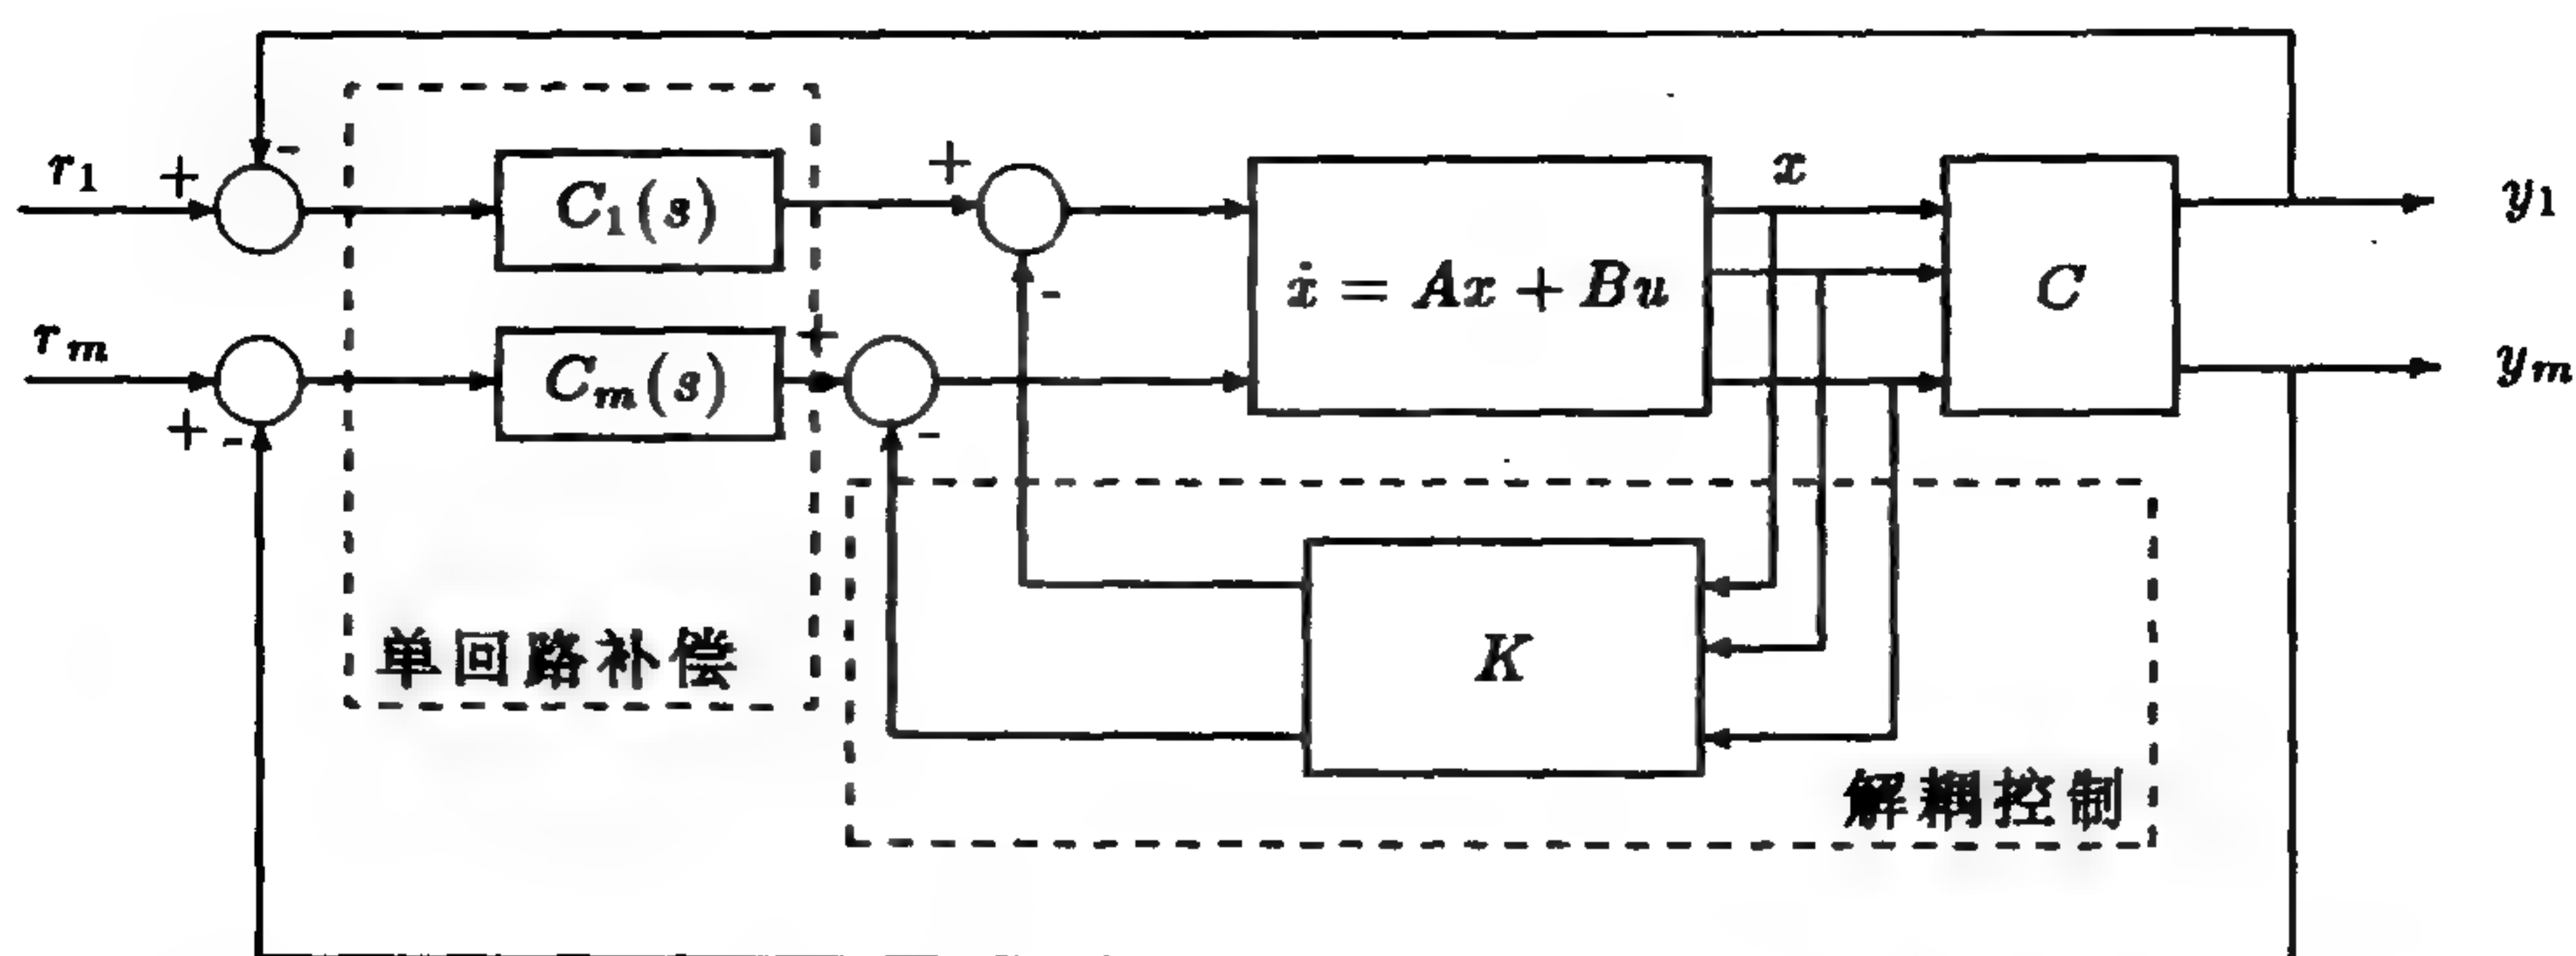 r₁ + -
C₁(s)
+ -
ẋ = Ax + Bu
x
C
y₁
rₘ
+ -
Cₘ(s)
+ -
yₘ
K
单回路补偿
解耦控制